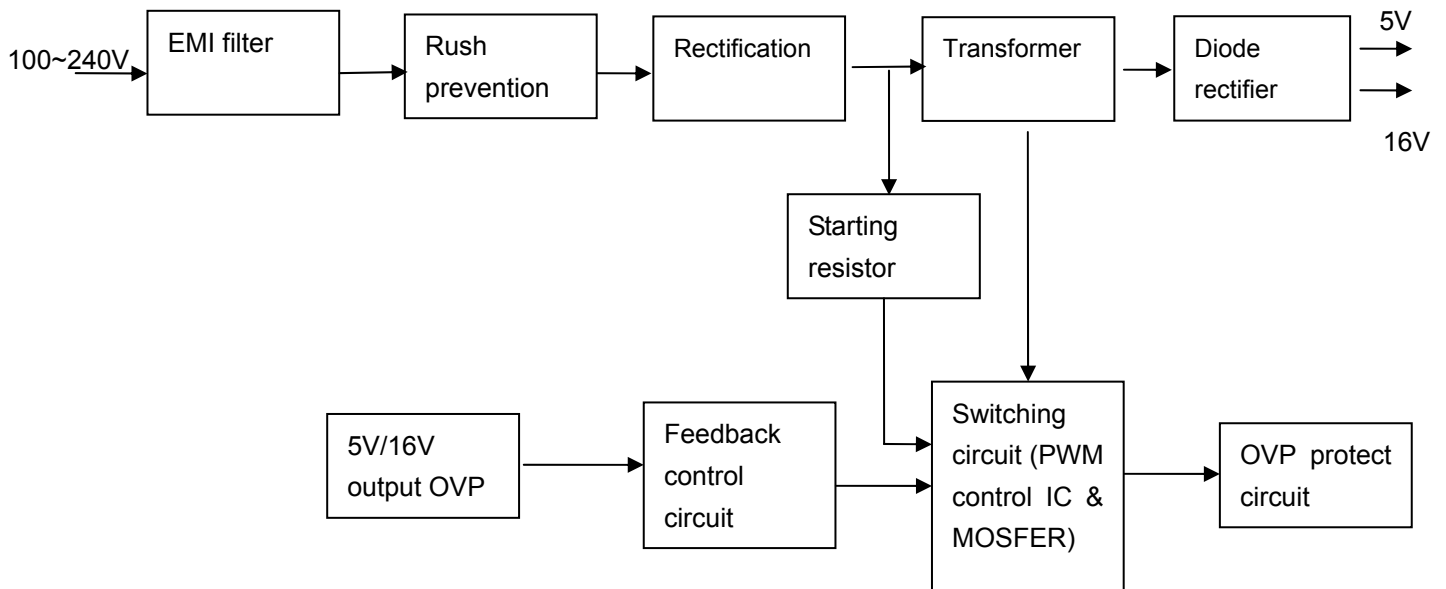 100~240V
EMI filter
Rush
prevention
Rectification
Transformer
Diode
rectifier
5V
16V
Starting
resistor
5V/16V
output OVP
Feedback
control
circuit
Switching
circuit (PWM
control IC &
MOSFER)
OVP protect
circuit